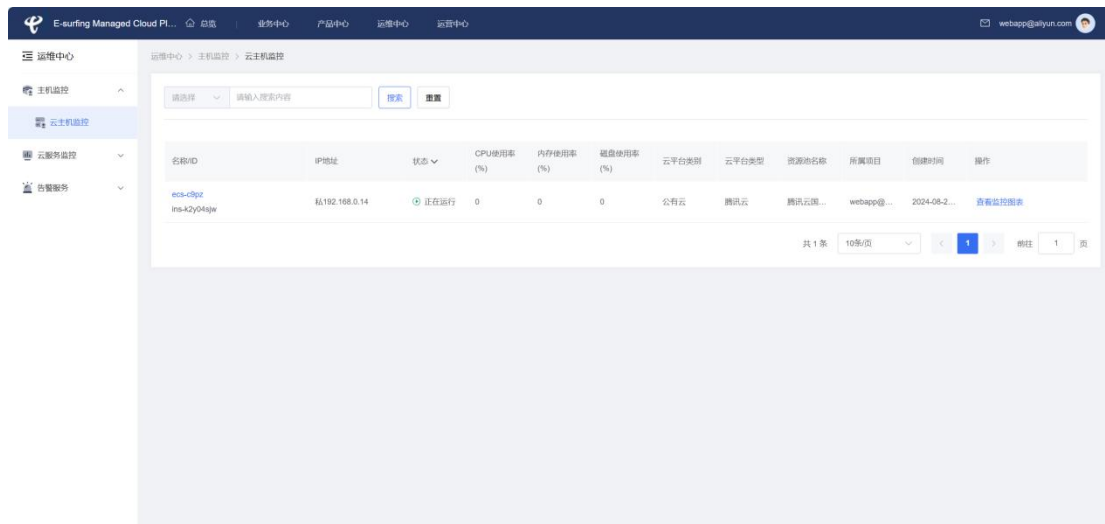 E-surfing Managed Cloud Pl... 总览 业务中心 产品中心 运维中心 运营中心 webapp@aliyun.com
运维中心
运维中心 > 主机监控 > 云主机监控
主机监控
请选择 请输入搜索内容 搜索 重置
云主机监控
云服务监控
告警服务
名称/ID IP地址 状态 CPU使用率(%) 内存使用率(%) 磁盘使用率(%) 云平台类别 云平台类型 资源池名称 所属项目 创建时间 操作
ecs-c9pz
ins-k2y04sjw 私192.168.0.14 正在运行 0 0 0 公有云 腾讯云 腾讯云国... webapp@... 2024-08-2... 查看监控图表
共 1 条 10条/页 1 前往 1 页